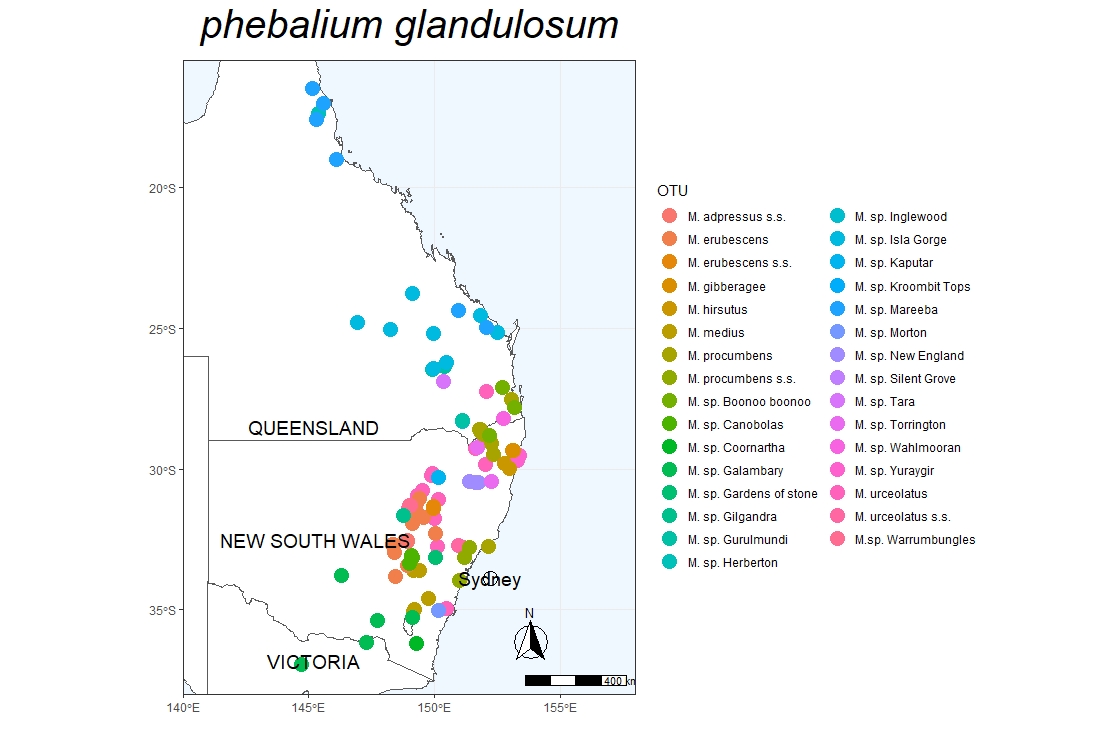 phebalium glandulosum
20°S
25°S
30°S
35°S
140°E
145°E
150°E
155°E
QUEENSLAND
NEW SOUTH WALES
Sydney
VICTORIA
N
400 km
OTU
M. adpressus s.s.
M. erubescens
M. erubescens s.s.
M. gibberagee
M. hirsutus
M. medius
M. procumbens
M. procumbens s.s.
M. sp. Boonoo boonoo
M. sp. Canobolas
M. sp. Coornartha
M. sp. Galambary
M. sp. Gardens of stone
M. sp. Gilgandra
M. sp. Gurulmundi
M. sp. Herberton
M. sp. Inglewood
M. sp. Isla Gorge
M. sp. Kaputar
M. sp. Kroombit Tops
M. sp. Mareeba
M. sp. Morton
M. sp. New England
M. sp. Silent Grove
M. sp. Tara
M. sp. Torrington
M. sp. Wahlmooran
M. sp. Yuraygir
M. urceolatus
M. urceolatus s.s.
M.sp. Warrumbungles